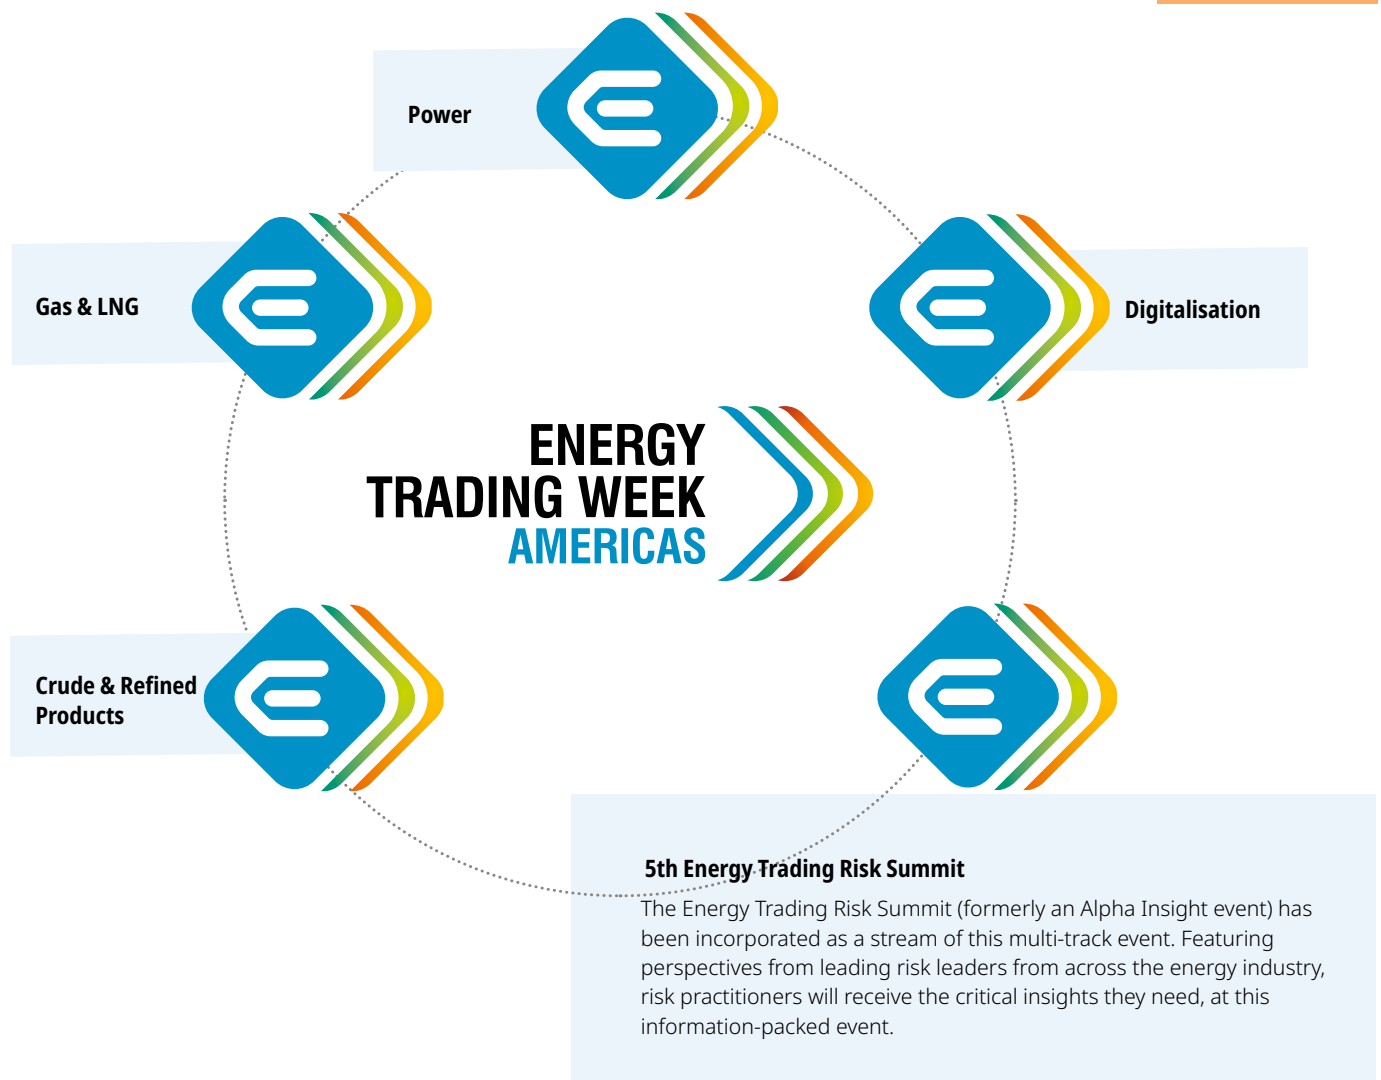 Power
Gas & LNG
Digitalisation
ENERGY
TRADING WEEK
AMERICAS
Crude & Refined
Products
5th Energy Trading Risk Summit
The Energy Trading Risk Summit (formerly an Alpha Insight event) has
been incorporated as a stream of this multi-track event. Featuring
perspectives from leading risk leaders from across the energy industry,
risk practitioners will receive the critical insights they need, at this
information-packed event.